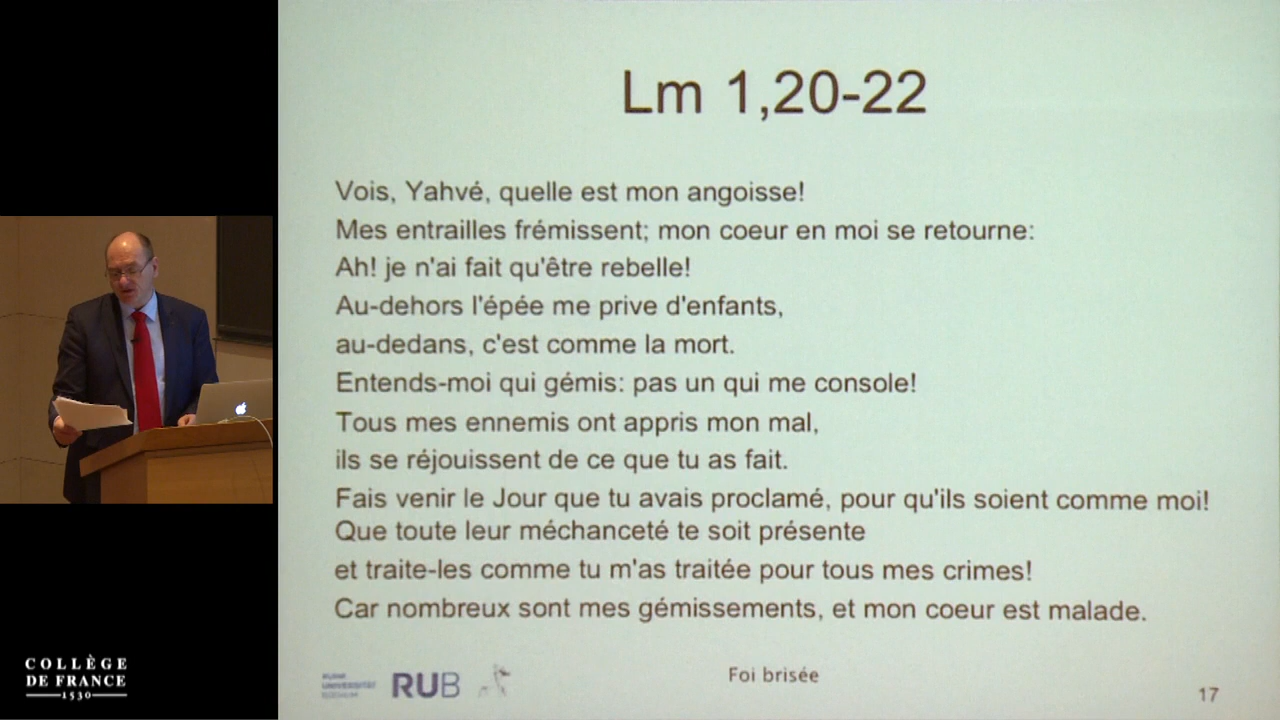 Lm 1,20-22
Vois, Yahvé, quelle est mon angoisse!
Mes entrailles frémissent; mon coeur en moi se retourne:
Ah! je n'ai fait qu'être rebelle!
Au-dehors l'épée me prive d'enfants,
au-dedans, c'est comme la mort.
Entends-moi qui gémis: pas un qui me console!
Tous mes ennemis ont appris mon mal,
ils se réjouissent de ce que tu as fait.
Fais venir le Jour que tu avais proclamé, pour qu'ils soient comme moi!
Que toute leur méchanceté te soit présente
et traite-les comme tu m'as traitée pour tous mes crimes!
Car nombreux sont mes gémissements, et mon coeur est malade.
COLLÈGE
DE FRANCE
1530
RUHR
UNIVERSITÄT
BOCHUM
RUB
Foi brisée
17